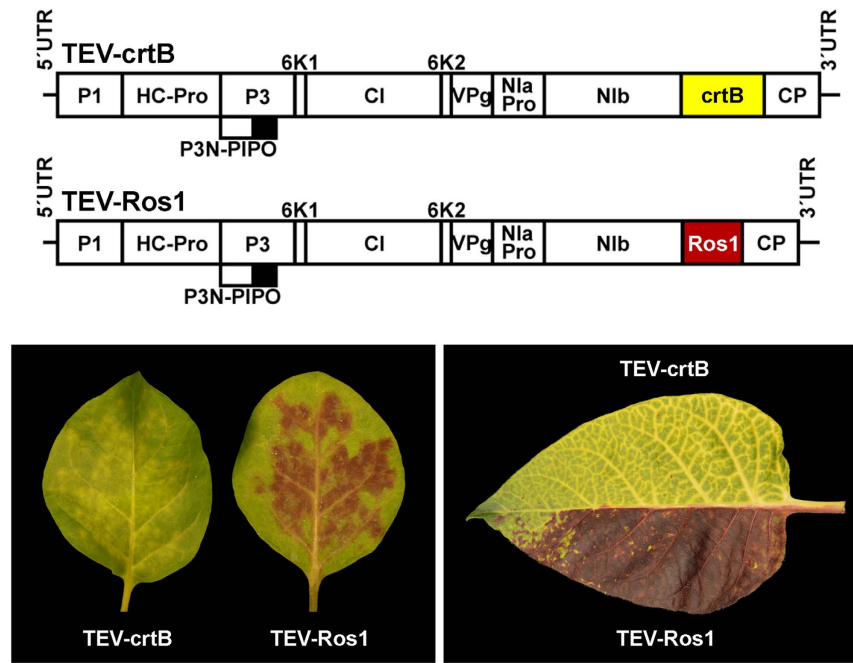 5´UTR
TEV-crtB
6K1
6K2
3´UTR
P1
HC-Pro
P3
CI
VPg
NIa
Pro
NIb
crtB
CP
P3N-PIPO
5´UTR
TEV-Ros1
6K1
6K2
3´UTR
P1
HC-Pro
P3
CI
VPg
NIa
Pro
NIb
Ros1
CP
P3N-PIPO
TEV-crtB
TEV-Ros1
TEV-crtB
TEV-Ros1